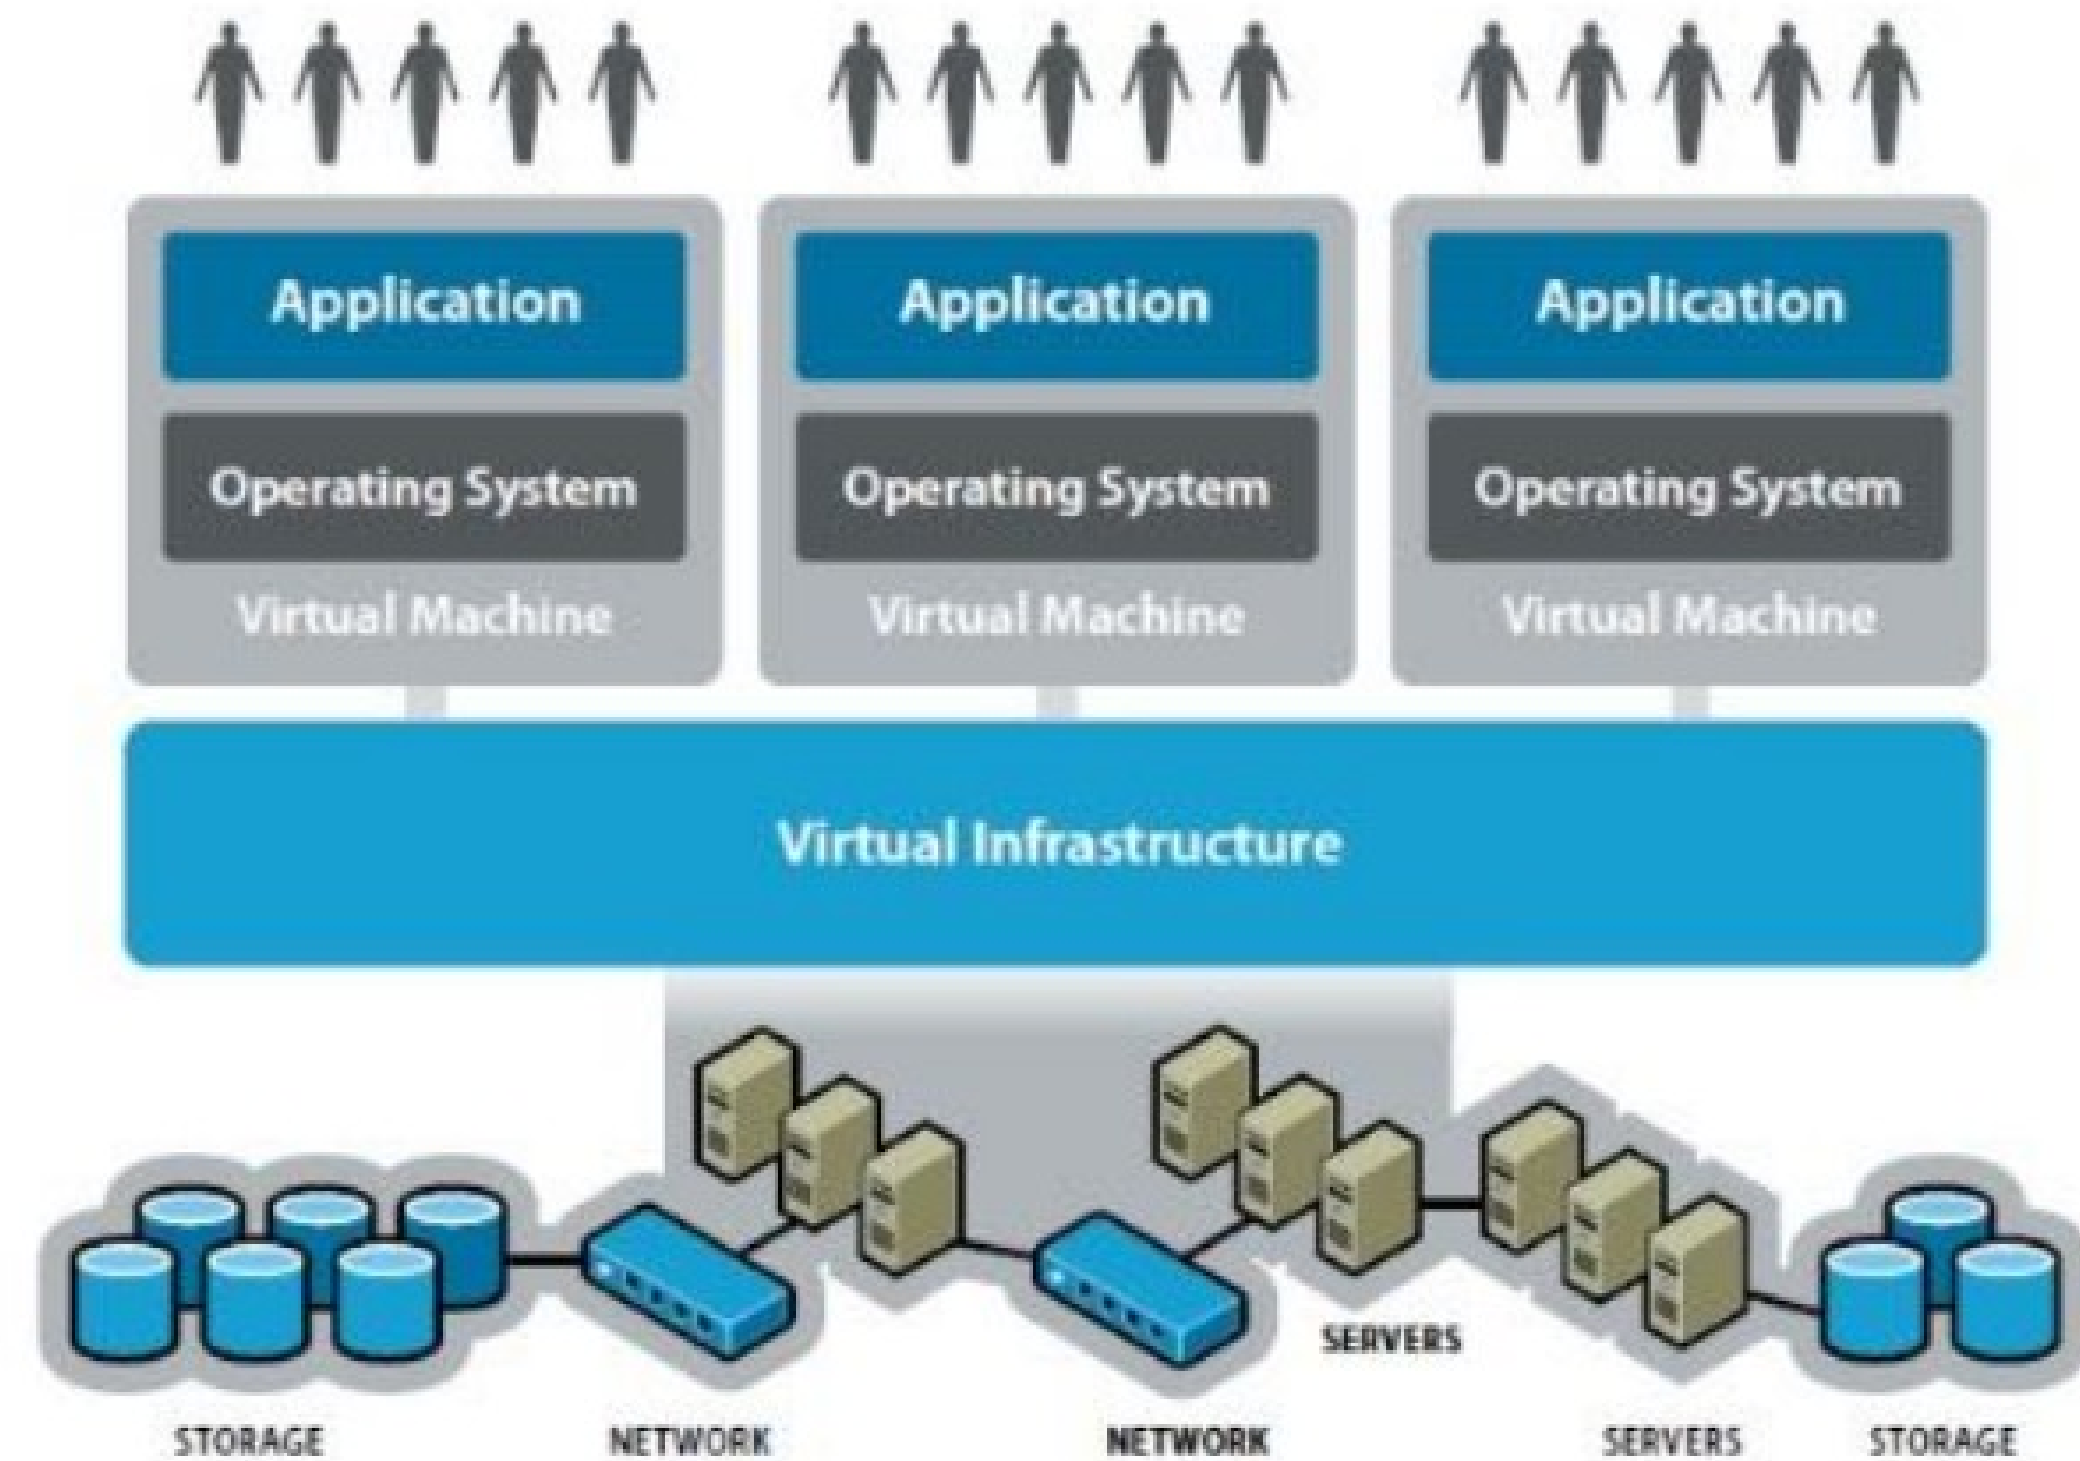 Application
Application
Application
Operating System
Operating System
Operating System
Virtual Machine
Virtual Machine
Virtual Machine
Virtual Infrastructure
SERVERS
STORAGE
NETWORK
NETWORK
SERVERS
STORAGE